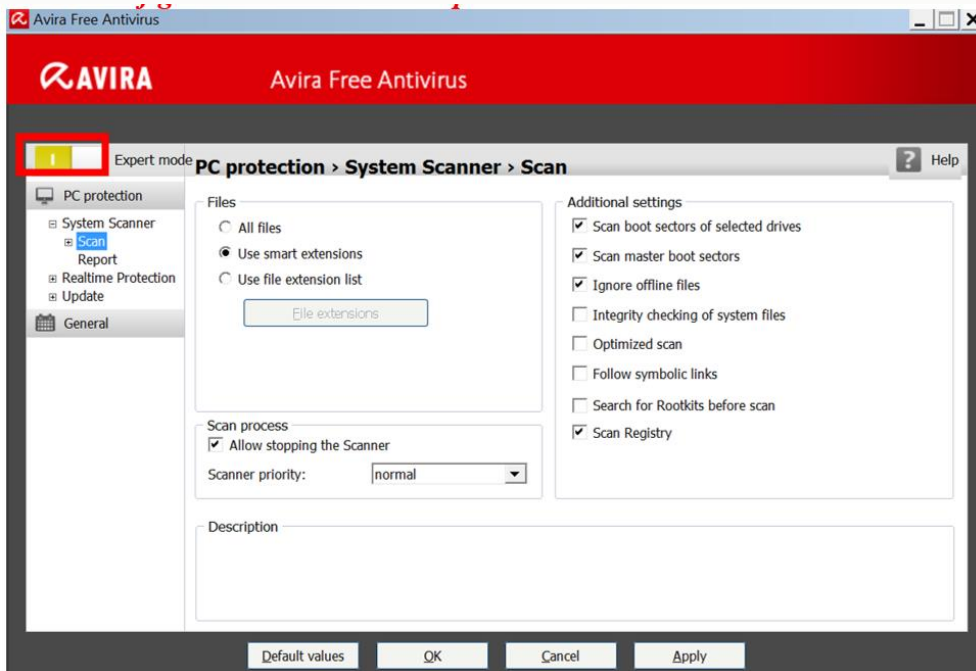 Avira Free Antivirus
AVIRA
Avira Free Antivirus
Expert mode
PC protection › System Scanner › Scan
Help
PC protection
System Scanner
Scan
Report
Realtime Protection
Update
General
Files
All files
Use smart extensions
Use file extension list
File extensions
Scan process
Allow stopping the Scanner
Scanner priority:
normal
Additional settings
Scan boot sectors of selected drives
Scan master boot sectors
Ignore offline files
Integrity checking of system files
Optimized scan
Follow symbolic links
Search for Rootkits before scan
Scan Registry
Description
Default values
OK
Cancel
Apply